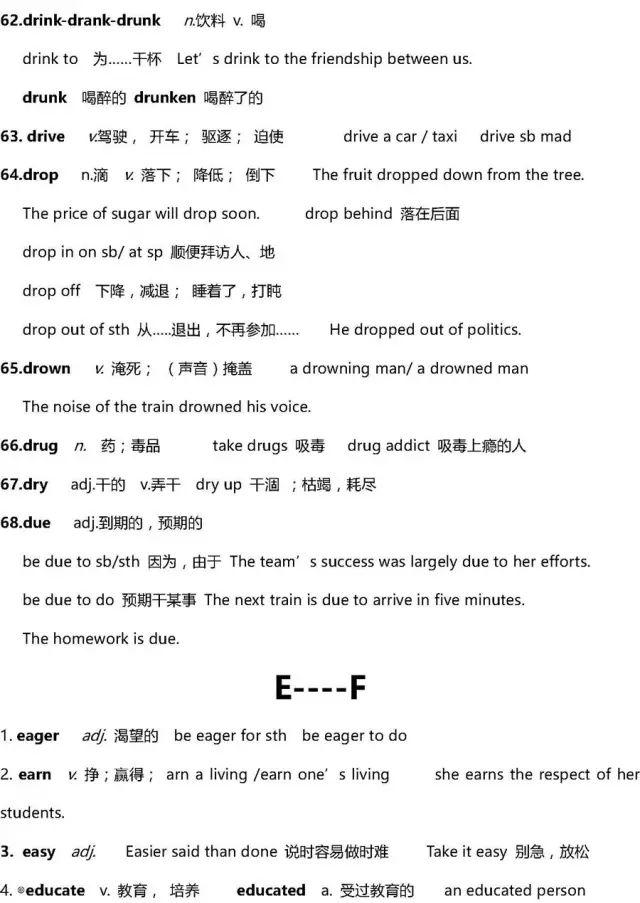 62.drink-drank-drunk n.饮料 v. 喝
drink to 为......干杯 Let's drink to the friendship between us.
drunk 喝醉的 drunken 喝醉了的
63. drive v.驾驶， 开车； 驱逐； 迫使 drive a car / taxi drive sb mad
64.drop n.滴 v. 落下； 降低； 倒下 The fruit dropped down from the tree.
The price of sugar will drop soon. drop behind 落在后面
drop in on sb/ at sp 顺便拜访人、地
drop off 下降，减退； 睡着了，打盹
drop out of sth 从.....退出，不再参加...... He dropped out of politics.
65.drown v. 淹死； （声音）掩盖 a drowning man/ a drowned man
The noise of the train drowned his voice.
66.drug n. 药；毒品 take drugs 吸毒 drug addict 吸毒上瘾的人
67.dry adj.干的 v.弄干 dry up 干涸 ；枯竭，耗尽
68.due adj.到期的，预期的
be due to sb/sth 因为，由于 The team's success was largely due to her efforts.
be due to do 预期干某事 The next train is due to arrive in five minutes.
The homework is due.
E----F
1. eager adj. 渴望的 be eager for sth be eager to do
2. earn v. 挣；赢得； arn a living /earn one's living she earns the respect of her
students.
3. easy adj. Easier said than done 说时容易做时难 Take it easy 别急，放松
4. ®educate v. 教育， 培养 educated a. 受过教育的 an educated person